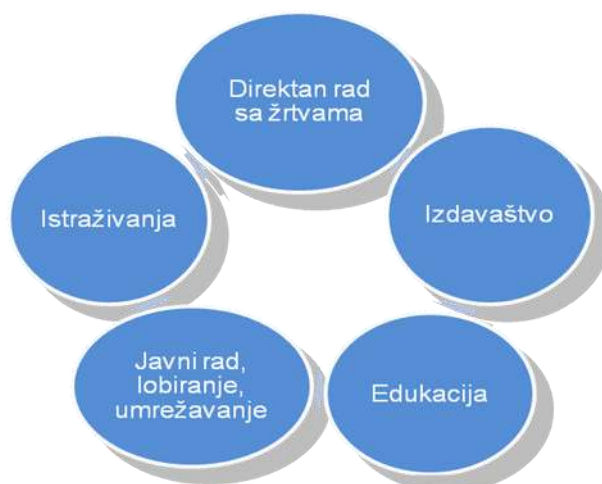 Direktan rad
sa žrtvama
Istraživanja
Izdavaštvo
Javni rad,
lobiranje,
umrežavanje
Edukacija